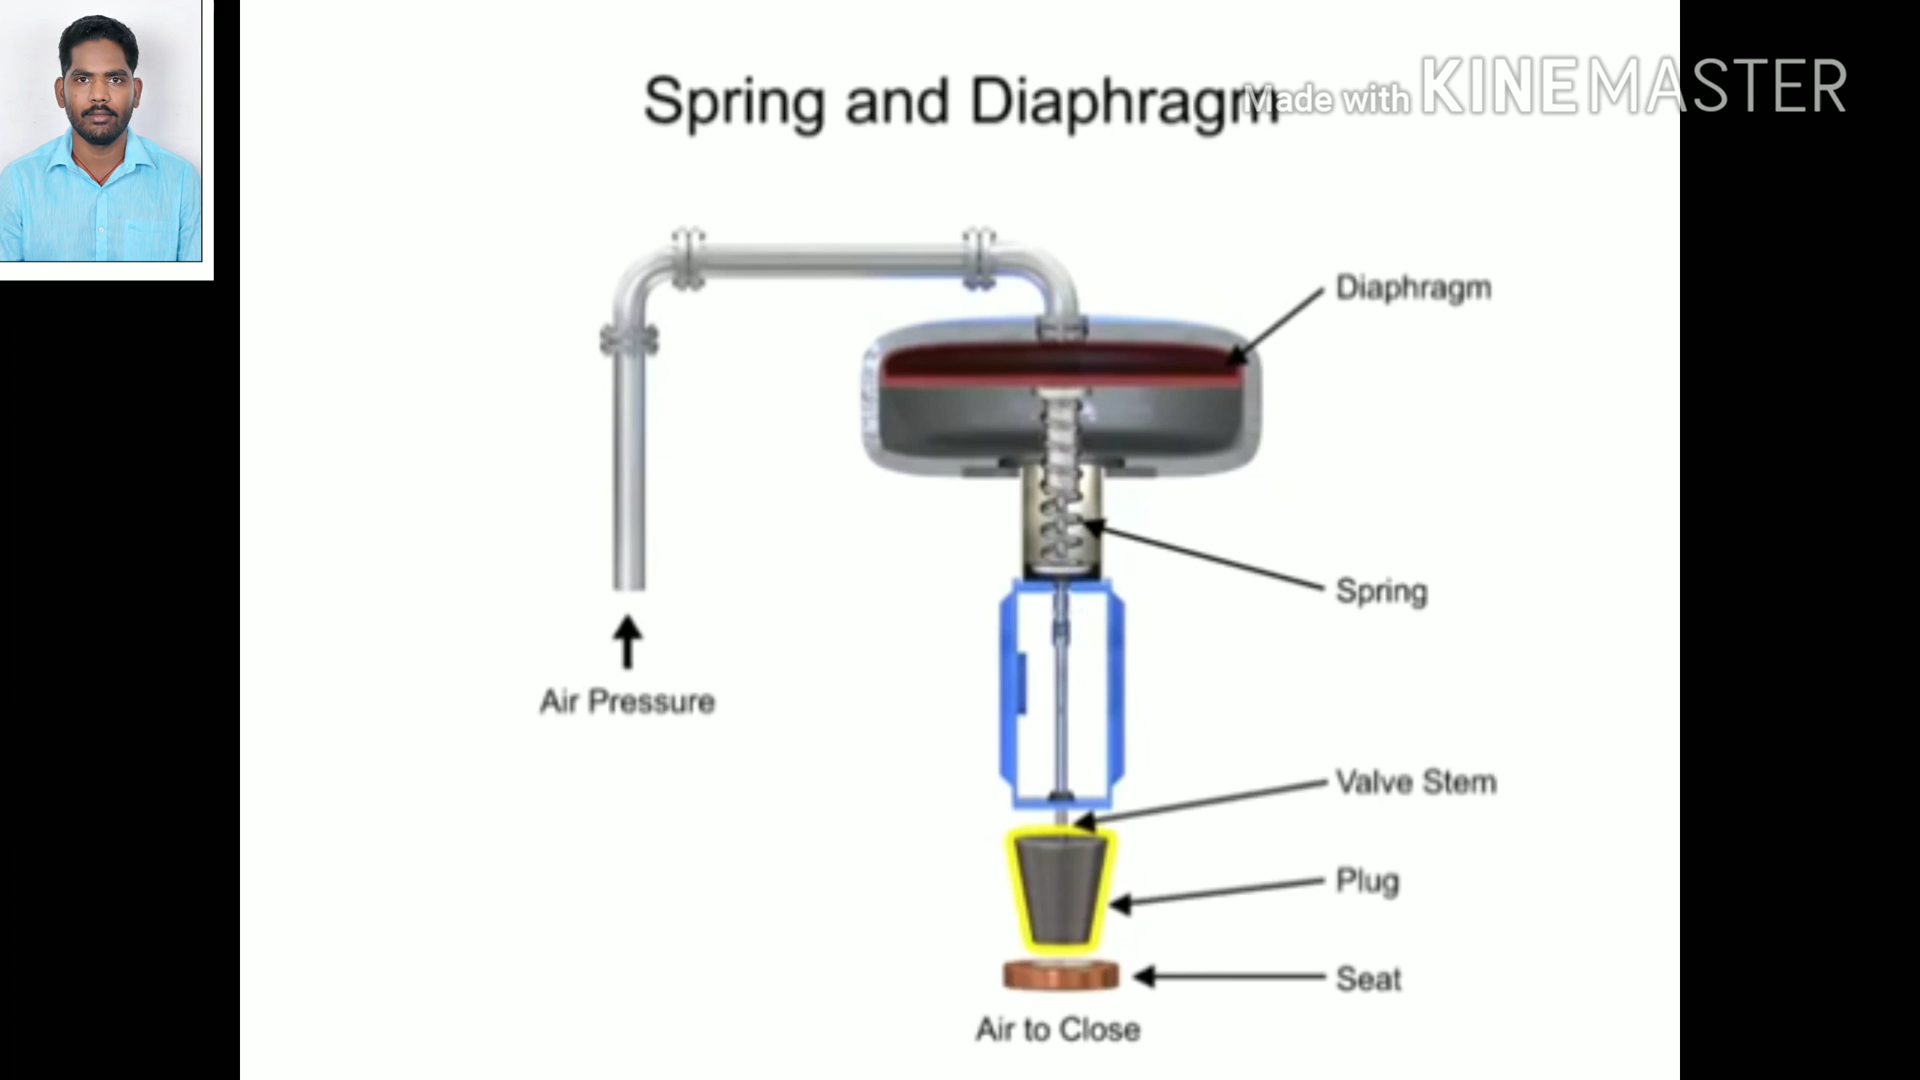 Spring and Diaphragm
Made with KINEMASTER
Diaphragm
Spring
Air Pressure
Valve Stem
Plug
Seat
Air to Close